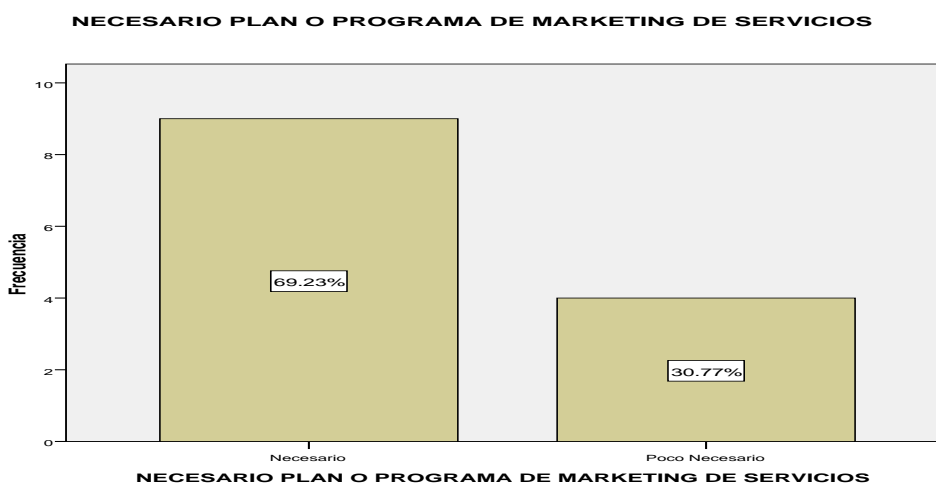 NECESARIO PLAN O PROGRAMA DE MARKETING DE SERVICIOS
10
8
6
4
2
0
Frecuencia
69.23%
30.77%
Necesario
Poco Necesario
NECESARIO PLAN O PROGRAMA DE MARKETING DE SERVICIOS